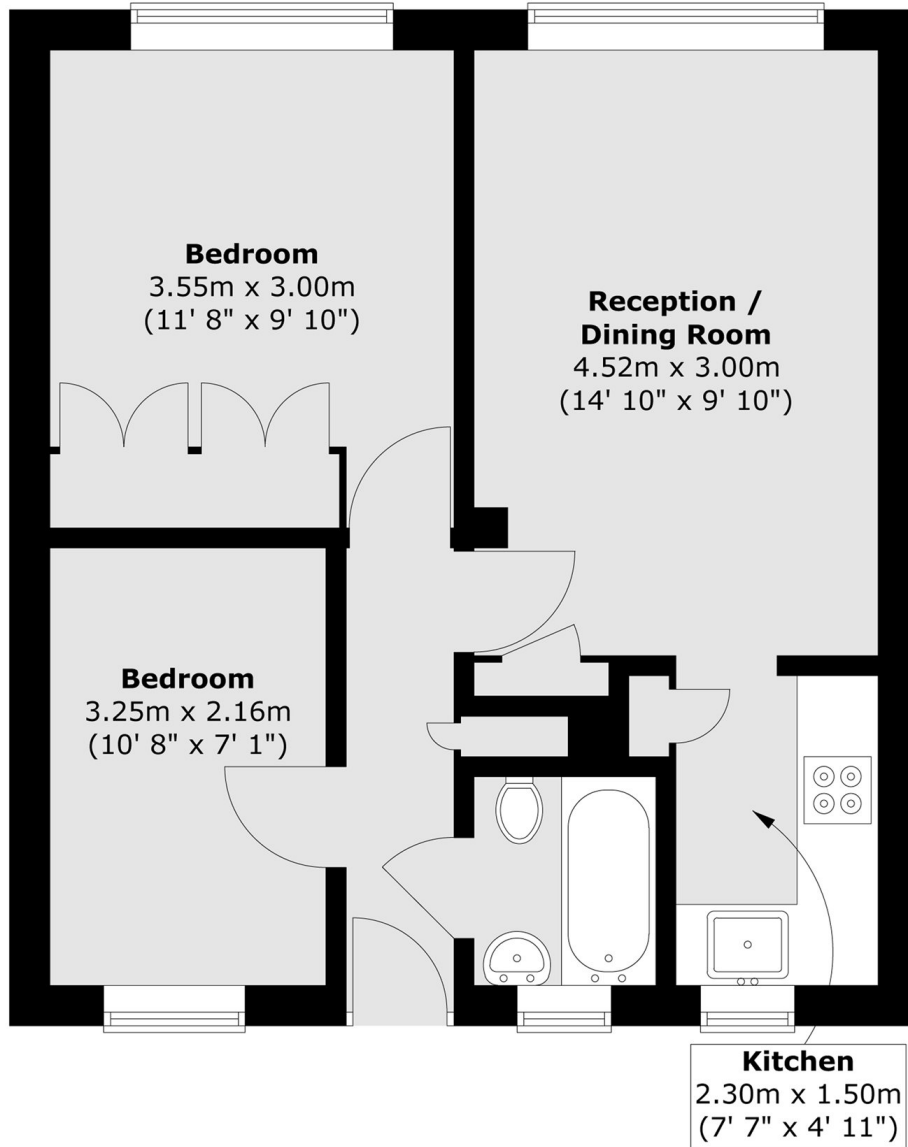 Bedroom
3.55m x 3.00m
(11' 8" x 9' 10")
Reception /
Dining Room
4.52m x 3.00m
(14' 10" x 9' 10")
Bedroom
3.25m x 2.16m
(10' 8" x 7' 1")
Kitchen
2.30m x 1.50m
(7' 7" x 4' 11")